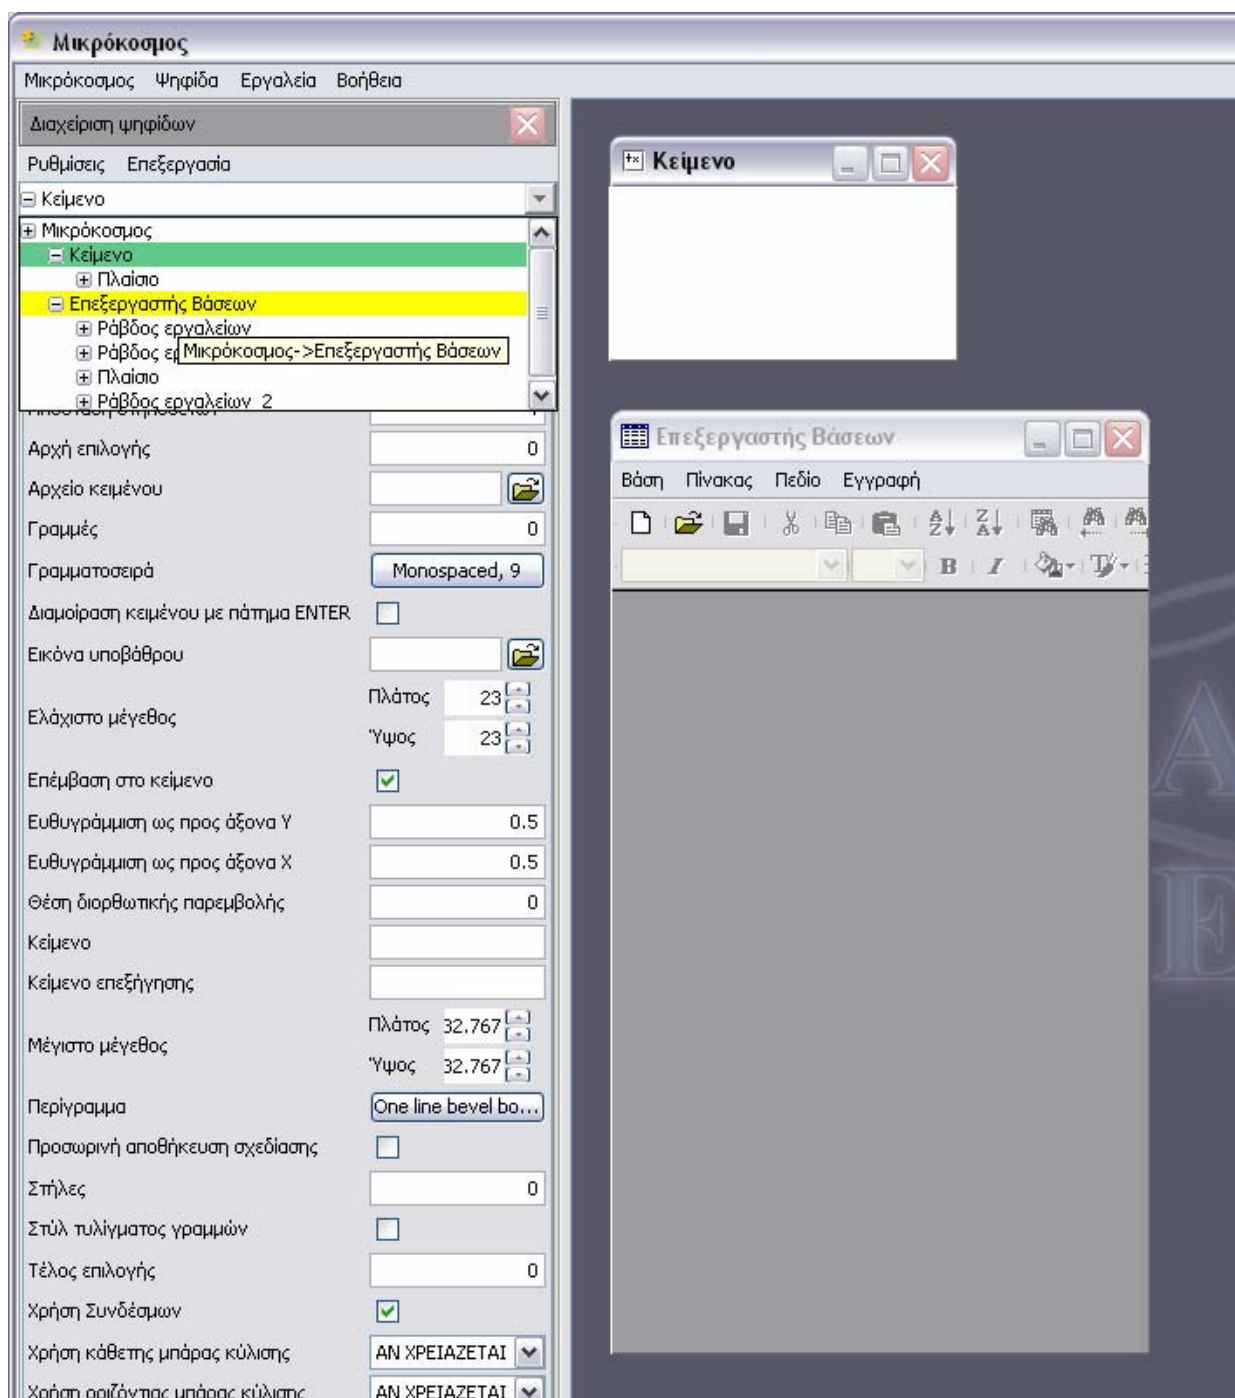 Μικρόκοσμος
Μικρόκοσμος Ψηφίδα Εργαλεία Βοήθεια
Διαχείριση ψηφίδων
Ρυθμίσεις Επεξεργασία
Κείμενο
Μικρόκοσμος
Κείμενο
Πλαίσιο
Επεξεργαστής Βάσεων
Ράβδος εργαλείων
Ράβδος
Μικρόκοσμος->Επεξεργαστής Βάσεων
Πλαίσιο
Ράβδος εργαλείων_2
Αρχή επιλογής 0
Αρχείο κειμένου
Γραμμές 0
Γραμματοσειρά Monospaced, 9
Διαμοίραση κειμένου με πάτημα ENTER
Εικόνα υποβάθρου
Ελάχιστο μέγεθος
Πλάτος 23
Ύψος 23
Επέμβαση στο κείμενο
Ευθυγράμμιση ως προς άξονα Y 0.5
Ευθυγράμμιση ως προς άξονα X 0.5
Θέση διορθωτικής παρεμβολής 0
Κείμενο
Κείμενο επεξήγησης
Μέγιστο μέγεθος
Πλάτος 32.767
Ύψος 32.767
Περίγραμμα One line bevel bo...
Προσωρινή αποθήκευση σχεδίασης
Στήλες 0
Στύλ τυλίγματος γραμμών
Τέλος επιλογής 0
Χρήση Συνδέσμων
Χρήση κάθετης μπάρας κύλισης ΑΝ ΧΡΕΙΑΖΕΤΑΙ
Χρήση οριζόντιας μπάρας κύλισης ΑΝ ΧΡΕΙΑΖΕΤΑΙ
Κείμενο
Επεξεργαστής Βάσεων
Βάση Πίνακας Πεδίο Εγγραφή
B I
A
E